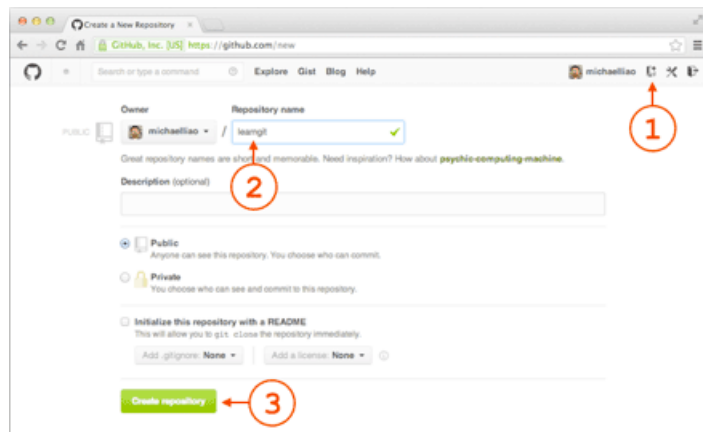 Create a New Repository
GitHub, Inc. [US] https://github.com/new
Search or type a command Explore Gist Blog Help michaelliao
1
Owner Repository name
PUBLIC michaelliao / learngit
Great repository names are short and memorable. Need inspiration? How about psychic-computing-machine.
2
Description (optional)
Public
Anyone can see this repository. You choose who can commit.
Private
You choose who can see and commit to this repository.
Initialize this repository with a README
This will allow you to git clone the repository immediately.
Add .gitignore: None Add a license: None
Create repository
3